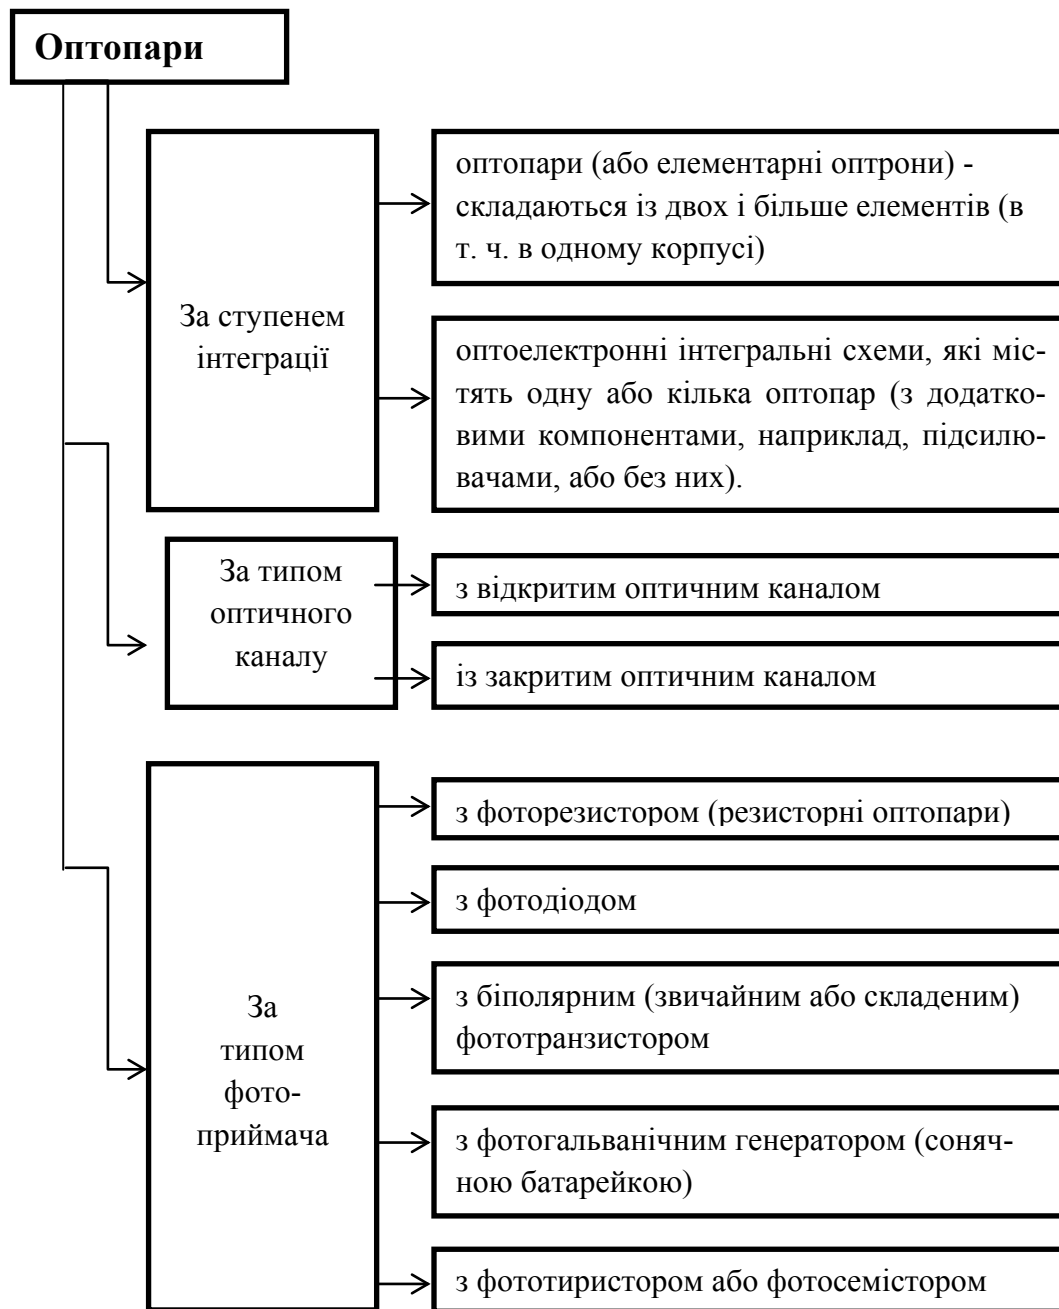 Оптопари
За ступенем
інтеграції
оптопари (або елементарні оптрони) -
складаються із двох і більше елементів (в
т. ч. в одному корпусі)
оптоелектронні інтегральні схеми, які міс-
тять одну або кілька оптопар (з додатко-
вими компонентами, наприклад, підсилю-
вачами, або без них).
За типом
оптичного
каналу
з відкритим оптичним каналом
із закритим оптичним каналом
За
типом
фото-
приймача
з фоторезистором (резисторні оптопари)
з фотодіодом
з біполярним (звичайним або складеним)
фототранзистором
з фотогальванічним генератором (соняч-
ною батарейкою)
з фототиристором або фотосемістором